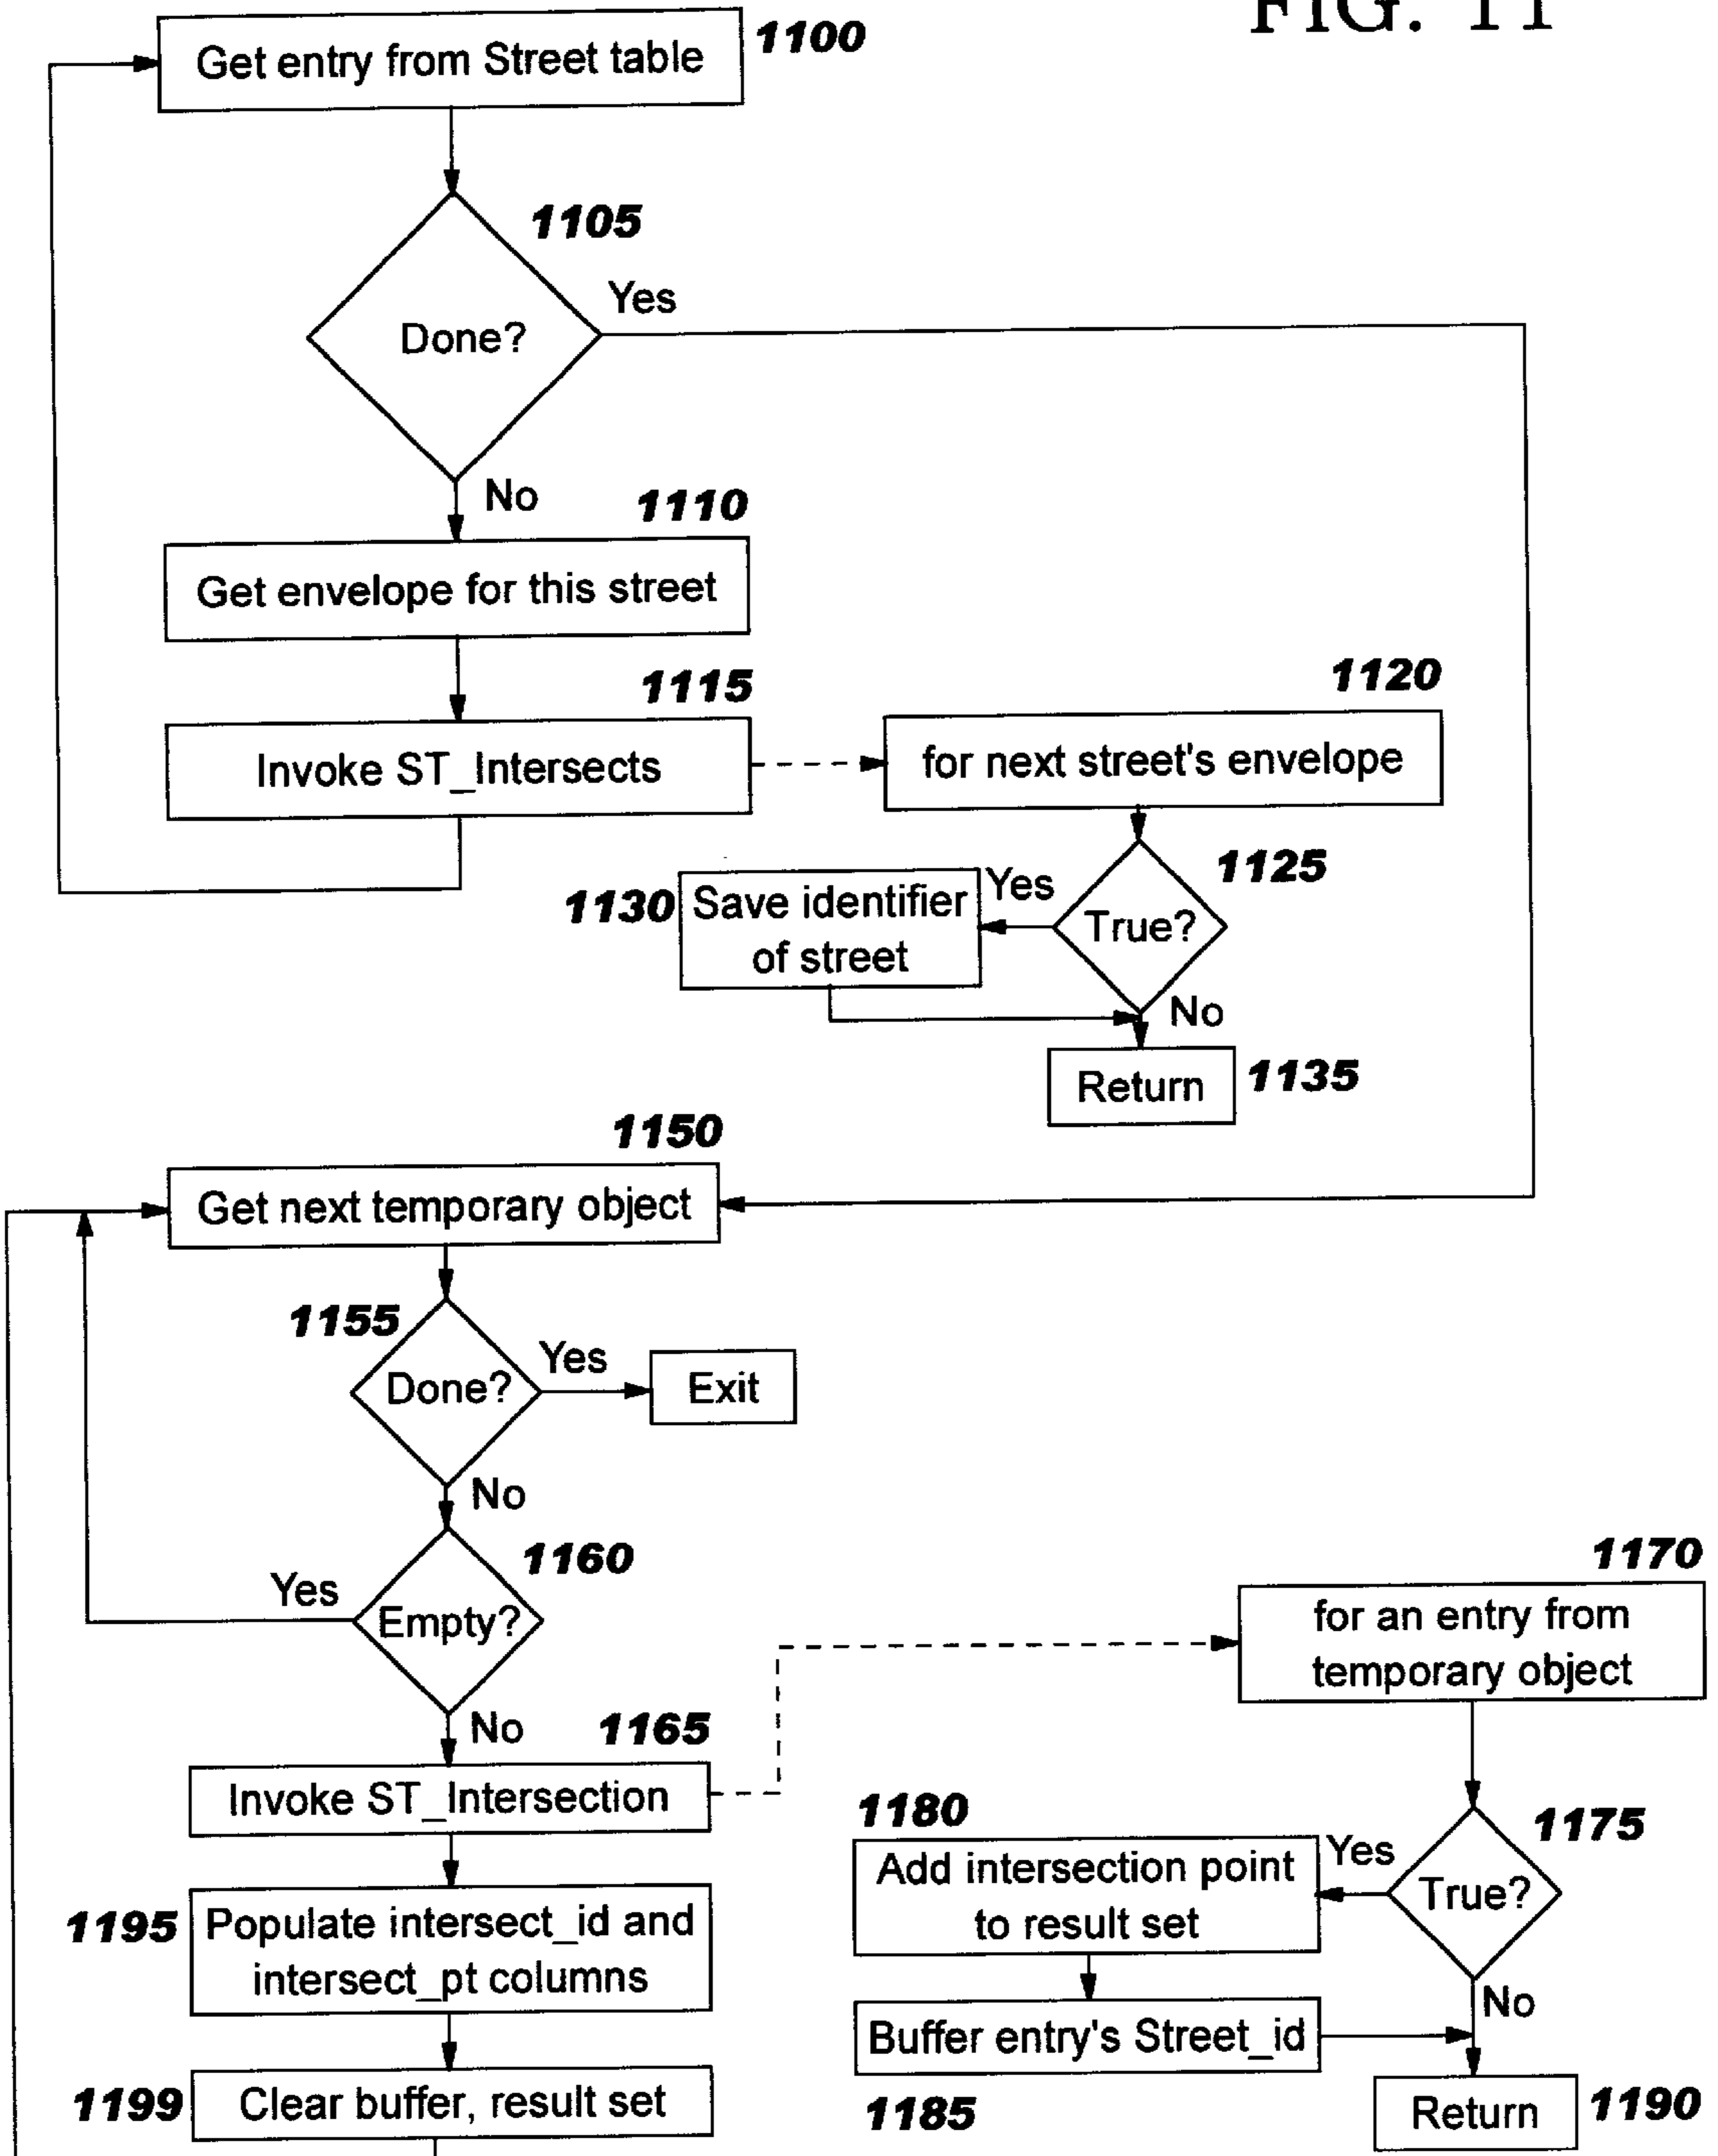 FIG. 11
1100
Get entry from Street table
1105
Yes
Done?
No
1110
Get envelope for this street
1115
Invoke ST_Intersects
1120
for next street's envelope
1125
Yes
True?
1130
Save identifier
of street
No
Return
1135
1150
Get next temporary object
1155
Yes
Done?
Exit
No
1160
Yes
Empty?
No
1165
Invoke ST_Intersection
1170
for an entry from
temporary object
1175
Yes
True?
1180
Add intersection point
to result set
No
Buffer entry's Street_id
1185
Return
1190
1195
Populate intersect_id and
intersect_pt columns
1199
Clear buffer, result set